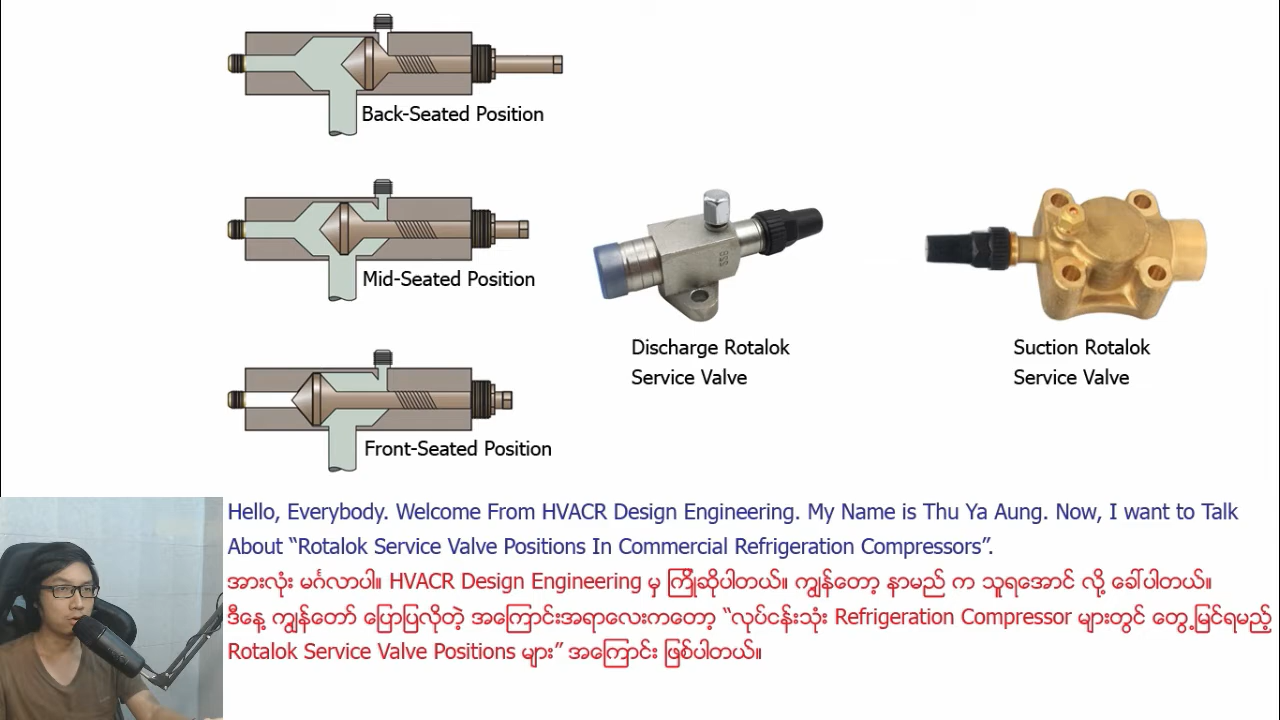 Back-Seated Position
Mid-Seated Position
Front-Seated Position
Discharge Rotalok
Service Valve
Suction Rotalok
Service Valve
Hello, Everybody. Welcome From HVACR Design Engineering. My Name is Thu Ya Aung. Now, I want to Talk
About “Rotalok Service Valve Positions In Commercial Refrigeration Compressors”.
အားလုံး မင်္ဂလာပါ။ HVACR Design Engineering မှ ကြိုဆိုပါတယ်။ ကျွန်တော့ နာမည် က သူရအောင် လို့ ခေါ်ပါတယ်။
ဒီနေ့ ကျွန်တော် ပြောပြလိုတဲ့ အကြောင်းအရာလေးကတော့ “လုပ်ငန်းသုံး Refrigeration Compressor များတွင် တွေ့မြင်ရမည့်
Rotalok Service Valve Positions များ” အကြောင်း ဖြစ်ပါတယ်။